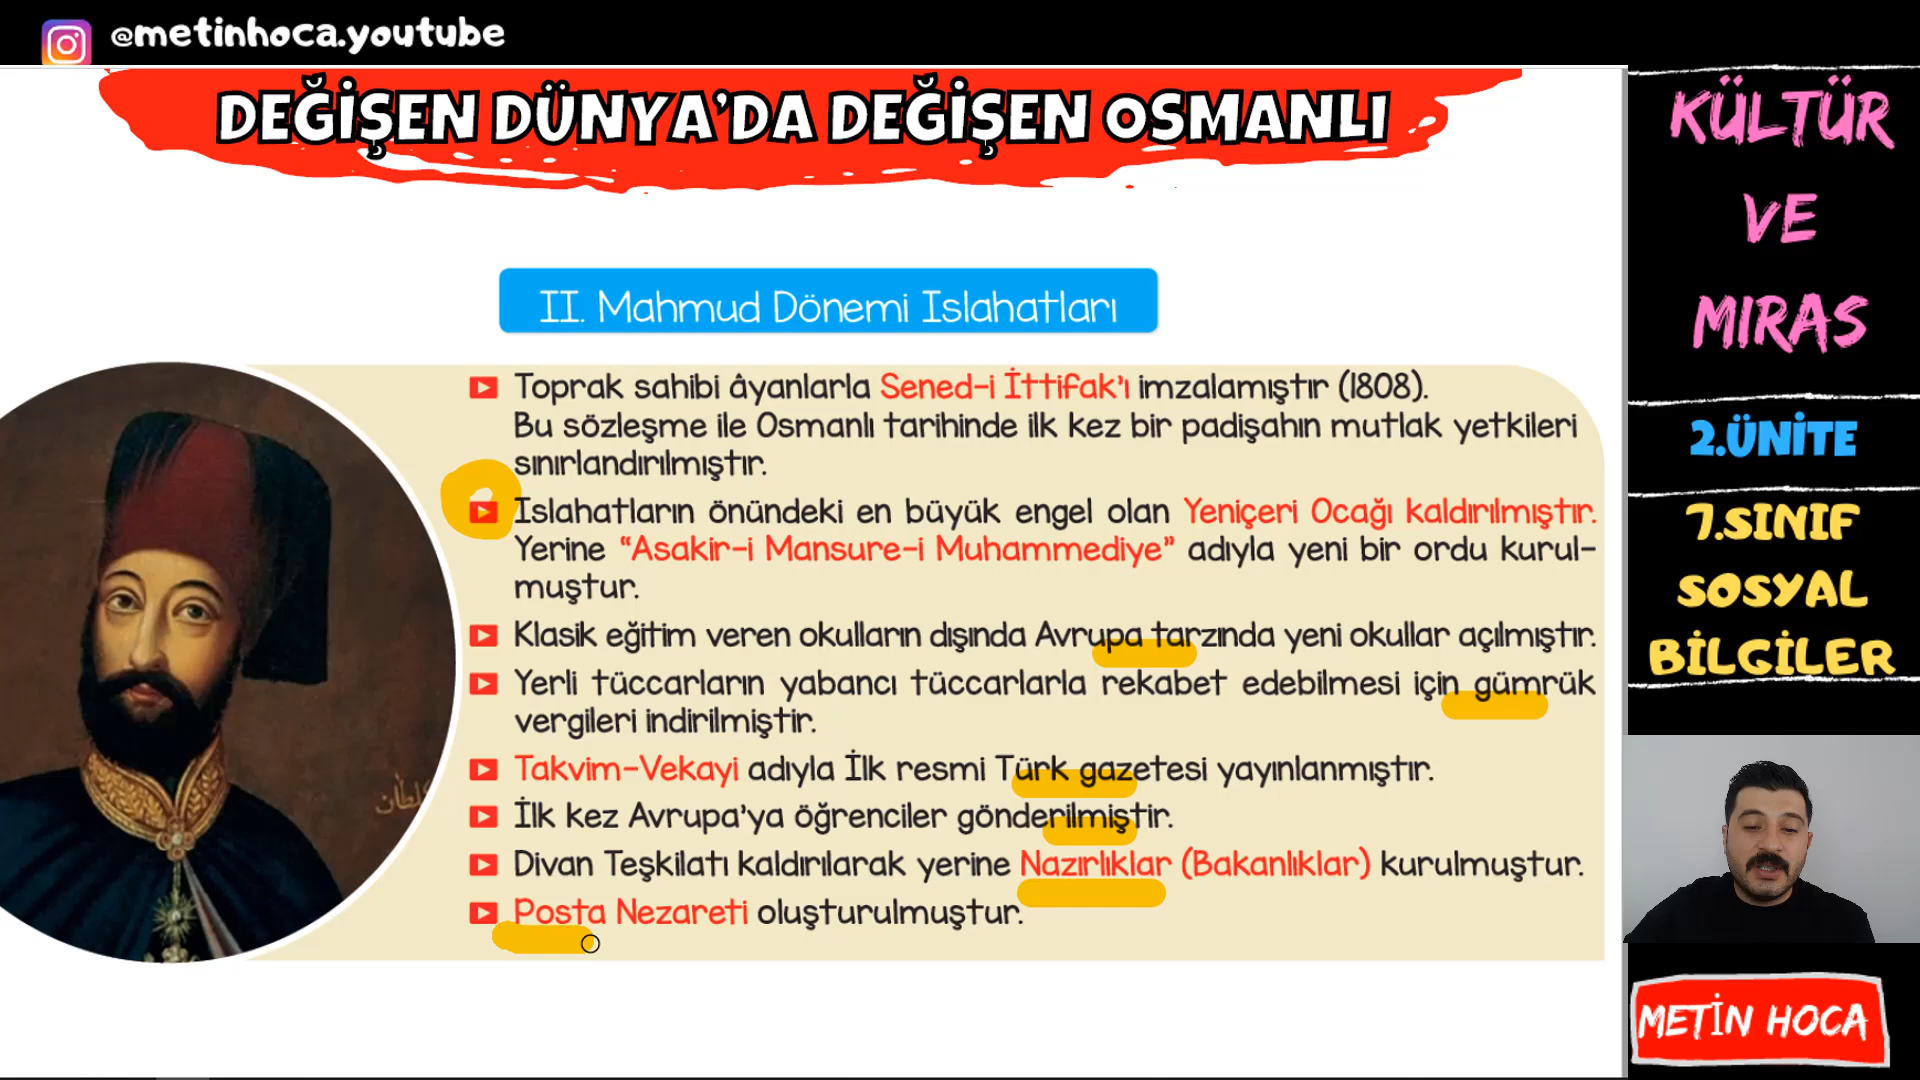 @metinhoca.youtube
DEĞİŞEN DÜNYA'DA DEĞİŞEN OSMANLI
II. Mahmud Dönemi Islahatları
Toprak sahibi âyanlarla Sened-i İttifak'ı imzalamıştır (1808).
Bu sözleşme ile Osmanlı tarihinde ilk kez bir padişahın mutlak yetkileri
sınırlandırılmıştır.
Islahatların önündeki en büyük engel olan Yeniçeri Ocağı kaldırılmıştır.
Yerine "Asakir-i Mansure-i Muhammediye" adıyla yeni bir ordu kurul-
muştur.
Klasik eğitim veren okulların dışında Avrupa tarzında yeni okullar açılmıştır.
Yerli tüccarların yabancı tüccarlarla rekabet edebilmesi için gümrük
vergileri indirilmiştir.
Takvim-Vekayi adıyla İlk resmi Türk gazetesi yayınlanmıştır.
İlk kez Avrupa'ya öğrenciler gönderilmiştir.
Divan Teşkilatı kaldırılarak yerine Nazırlıklar (Bakanlıklar) kurulmuştur.
Posta Nezareti oluşturulmuştur.
KÜLTÜR
VE
MIRAS
2.ÜNİTE
7.SINIF
SOSYAL
BİLGİLER
METİN HOCA